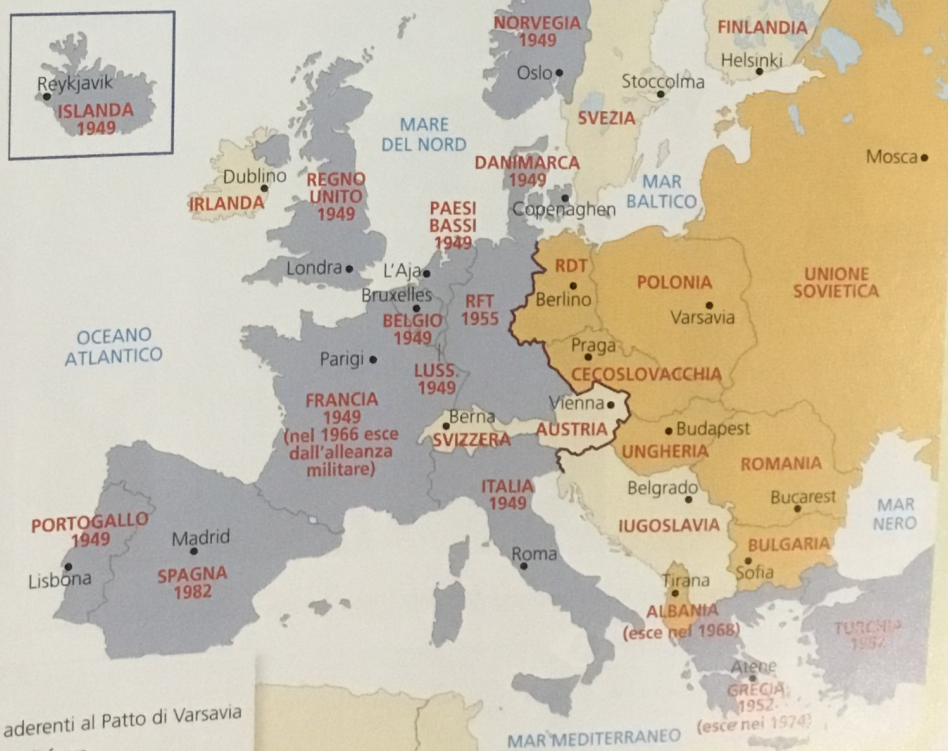 Reykjavik
ISLANDA
1949
NORVEGIA
1949
Oslo
FINLANDIA
Helsinki
Stoccolma
SVEZIA
Mosca
MARE
DEL NORD
DANIMARCA
1949
Copenaghen
MAR
BALTICO
Dublino
IRLANDA
REGNO
UNITO
1949
Londra
PAESI
BASSI
1949
L'Aja
Bruxelles
BELGIO
1949
RFT
1955
RDT
Berlino
POLONIA
Varsavia
UNIONE
SOVIETICA
OCEANO
ATLANTICO
Parigi
LUSS.
1949
Praga
CECOSLOVACCHIA
FRANCIA
1949
(nel 1966 esce
dall'alleanza
militare)
Berna
SVIZZERA
Vienna
AUSTRIA
Budapest
UNGHERIA
ROMANIA
Bucarest
ITALIA
1949
Roma
Belgrado
IUGOSLAVIA
MAR
NERO
BULGARIA
Sofia
PORTOGALLO
1949
Lisbona
Madrid
SPAGNA
1982
Tirana
ALBANIA
(esce nel 1968)
TURCHIA
Atene
GRECIA
1952
(esce nel 1974)
MAR MEDITERRANEO
aderenti al Patto di Varsavia